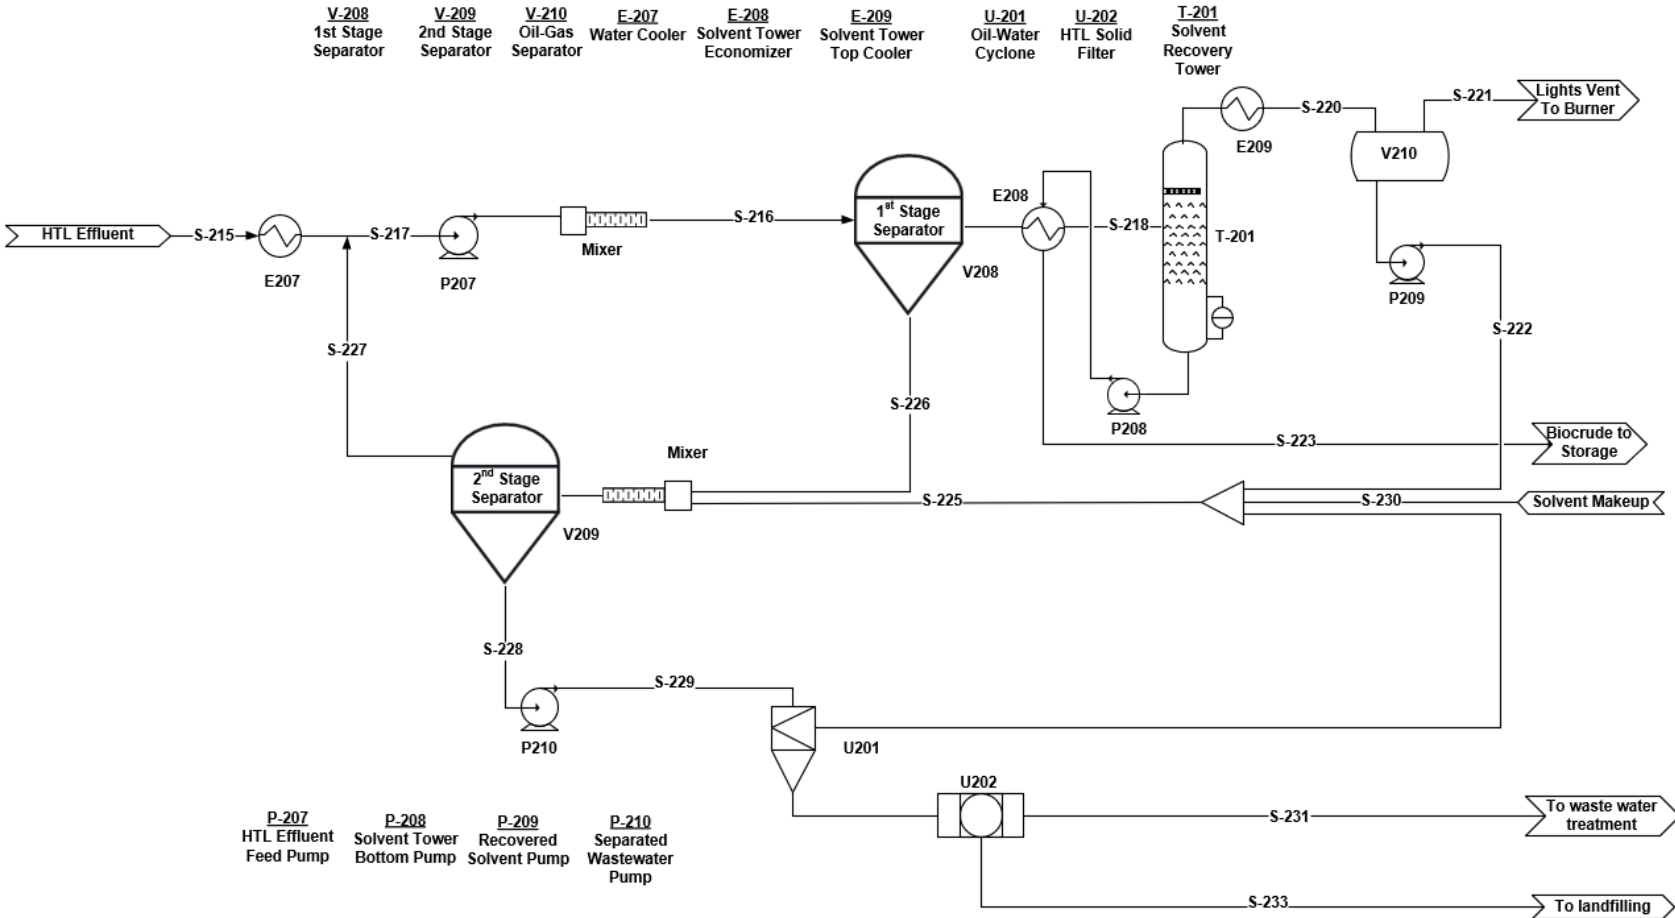 V-208
1st Stage
Separator
V-209
2nd Stage
Separator
V-210
Oil-Gas
Separator
E-207
Water Cooler
E-208
Solvent Tower
Economizer
E-209
Solvent Tower
Top Cooler
U-201
Oil-Water
Cyclone
U-202
HTL Solid
Filter
T-201
Solvent
Recovery
Tower
Lights Vent
To Burner
S-221
S-220
E209
V210
E208
1st Stage
Separator
S-216
HTL Effluent
S-215
S-217
Mixer
S-218
T-201
V208
E207
P207
P209
S-222
S-227
S-226
P208
Biocrude to
Storage
S-223
Mixer
2nd Stage
Separator
S-225
S-230
Solvent Makeup
V209
S-228
S-229
P210
U201
U202
To waste water
treatment
S-231
P-207
HTL Effluent
Feed Pump
P-208
Solvent Tower
Bottom Pump
P-209
Recovered
Solvent Pump
P-210
Separated
Wastewater
Pump
S-233
To landfilling